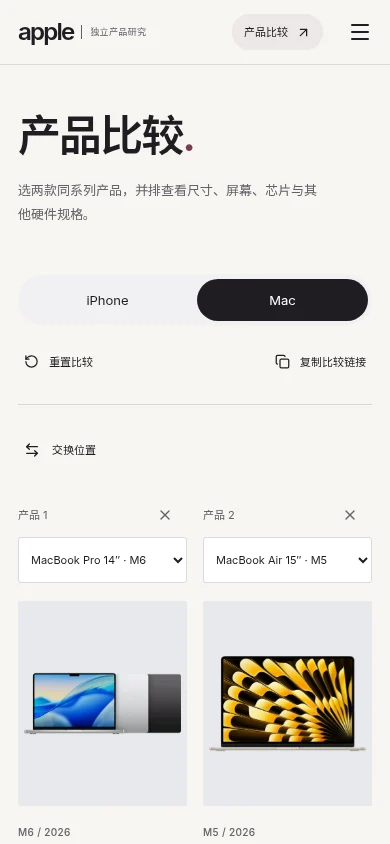 apple
独立产品研究
产品比较
产品比较.
选两款同系列产品，并排查看尺寸、屏幕、芯片与其
他硬件规格。
iPhone
Mac
重置比较
复制比较链接
交换位置
产品 1
产品 2
MacBook Pro 14″ · M6
MacBook Air 15″ · M5
M6 / 2026
M5 / 2026